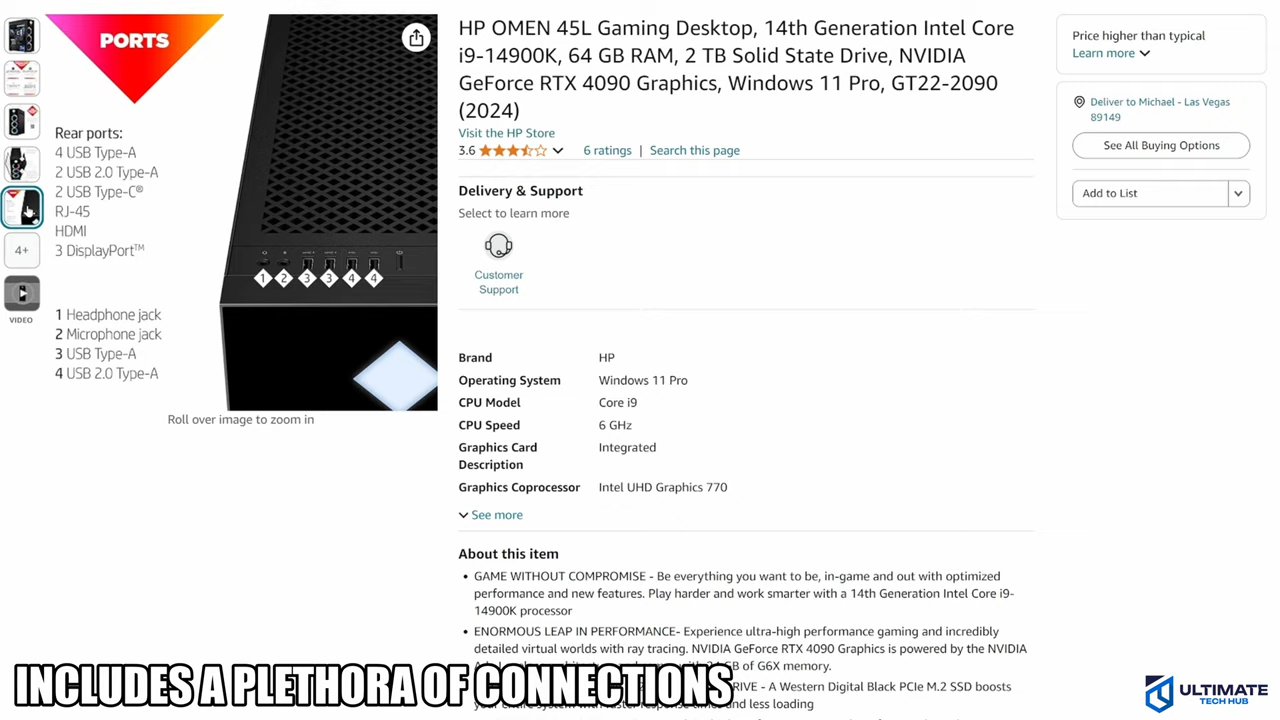 PORTS
Rear ports:
4 USB Type-A
2 USB 2.0 Type-A
2 USB Type-C®
RJ-45
HDMI
3 DisplayPort™
1 2 3 3 4 4
1 Headphone jack
2 Microphone jack
3 USB Type-A
4 USB 2.0 Type-A
4+
VIDEO
Roll over image to zoom in
HP OMEN 45L Gaming Desktop, 14th Generation Intel Core
i9-14900K, 64 GB RAM, 2 TB Solid State Drive, NVIDIA
GeForce RTX 4090 Graphics, Windows 11 Pro, GT22-2090
(2024)
Visit the HP Store
3.6 6 ratings | Search this page
Delivery & Support
Select to learn more
Customer
Support
Brand HP
Operating System Windows 11 Pro
CPU Model Core i9
CPU Speed 6 GHz
Graphics Card Integrated
Description
Graphics Coprocessor Intel UHD Graphics 770
See more
About this item
• GAME WITHOUT COMPROMISE - Be everything you want to be, in-game and out with optimized
performance and new features. Play harder and work smarter with a 14th Generation Intel Core i9-
14900K processor
• ENORMOUS LEAP IN PERFORMANCE- Experience ultra-high performance gaming and incredibly
detailed virtual worlds with ray tracing. NVIDIA GeForce RTX 4090 Graphics is powered by the NVIDIA
GB of G6X memory.
DRIVE - A Western Digital Black PCIe M.2 SSD boosts
times and less loading
Price higher than typical
Learn more
Deliver to Michael - Las Vegas
89149
See All Buying Options
Add to List
INCLUDES A PLETHORA OF CONNECTIONS
ULTIMATE
TECH HUB